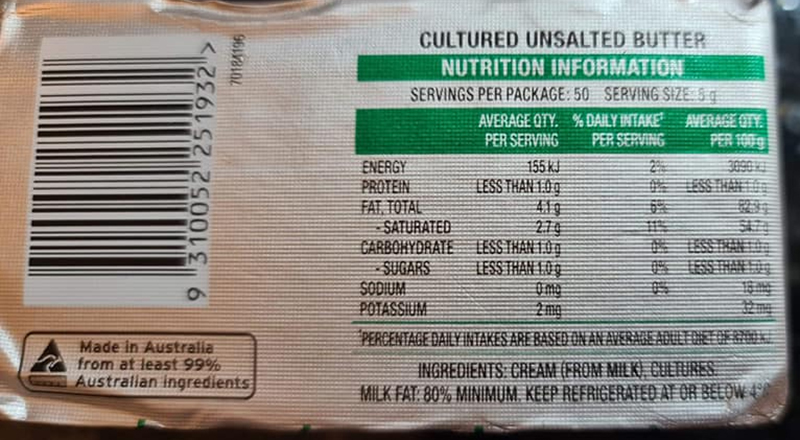 9 310052 251932 >
70184196
CULTURED UNSALTED BUTTER
NUTRITION INFORMATION
SERVINGS PER PACKAGE: 50 SERVING SIZE: 5 g
AVERAGE QTY. % DAILY INTAKE† AVERAGE QTY.
PER SERVING PER SERVING PER 100 g
ENERGY 155 kJ 2% 3090 kJ
PROTEIN LESS THAN 1.0 g 0% LESS THAN 1.0 g
FAT, TOTAL 4.1 g 6% 82.9 g
- SATURATED 2.7 g 11% 54.7 g
CARBOHYDRATE LESS THAN 1.0 g 0% LESS THAN 1.0 g
- SUGARS LESS THAN 1.0 g 0% LESS THAN 1.0 g
SODIUM 0 mg 0% 18 mg
POTASSIUM 2 mg 32 mg
†PERCENTAGE DAILY INTAKES ARE BASED ON AN AVERAGE ADULT DIET OF 8700 kJ.
INGREDIENTS: CREAM (FROM MILK), CULTURES.
MILK FAT: 80% MINIMUM. KEEP REFRIGERATED AT OR BELOW 4°C
Made in Australia
from at least 99%
Australian ingredients